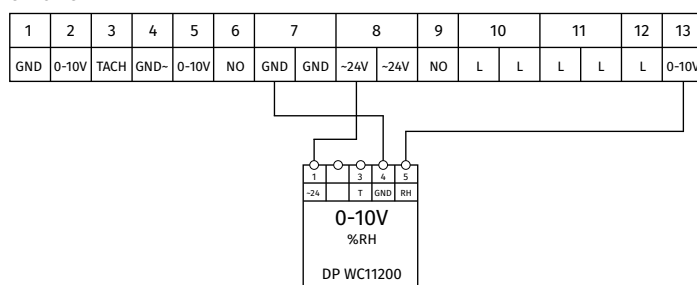 1 2 3 4 5 6 7 8 9 10 11 12 13
GND 0-10V TACH GND~ 0-10V NO GND GND ~24V ~24V NO L L L L L 0-10V
1 3 4 5
~24 T GND RH
0-10V
%RH
DP WC11200